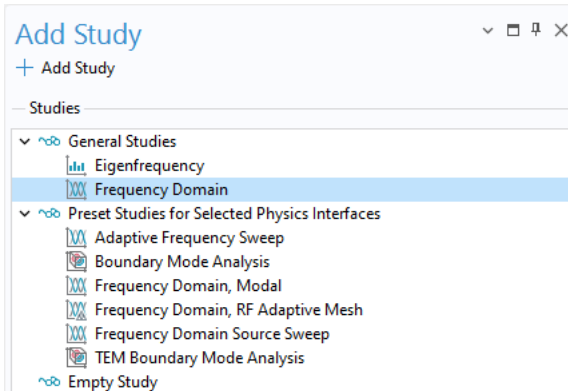 Add Study
+ Add Study
Studies
General Studies
Eigenfrequency
Frequency Domain
Preset Studies for Selected Physics Interfaces
Adaptive Frequency Sweep
Boundary Mode Analysis
Frequency Domain, Modal
Frequency Domain, RF Adaptive Mesh
Frequency Domain Source Sweep
TEM Boundary Mode Analysis
Empty Study